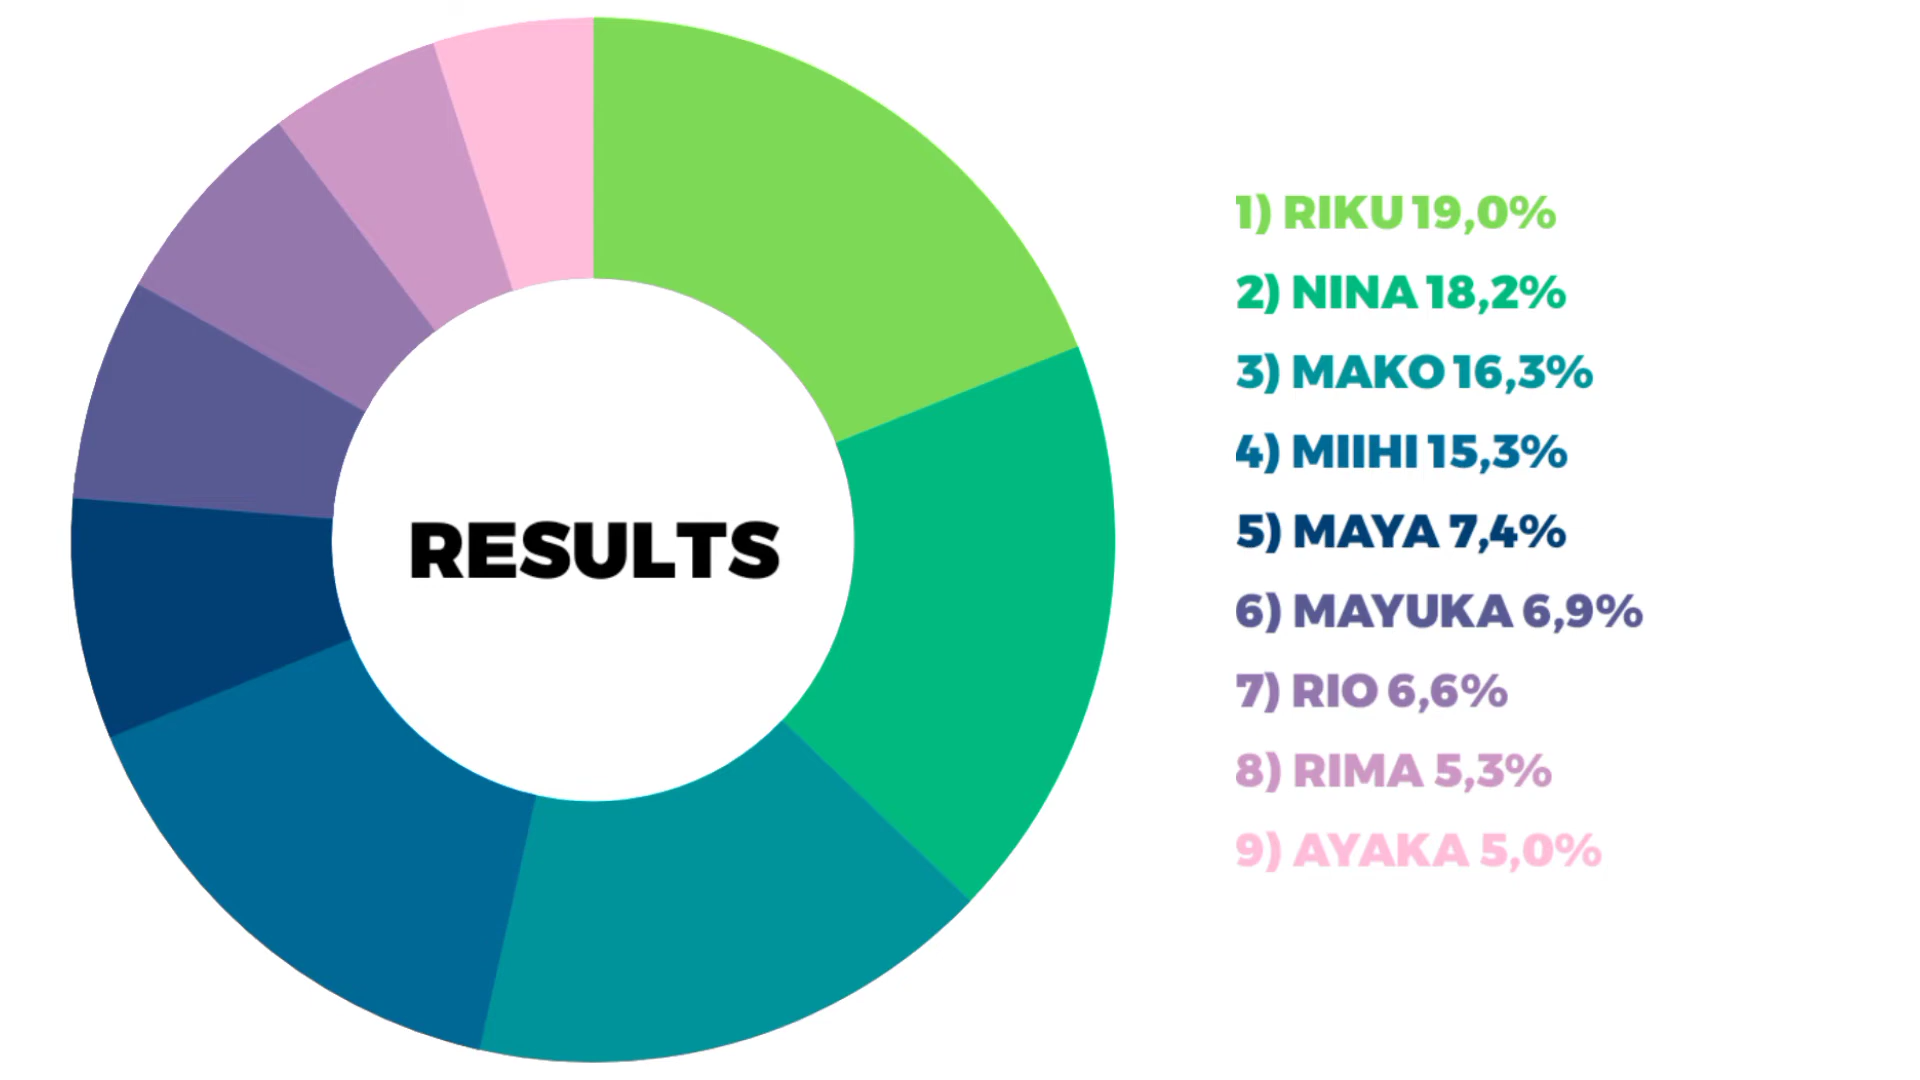 RESULTS
1) RIKU 19,0%
2) NINA 18,2%
3) MAKO 16,3%
4) MIIHI 15,3%
5) MAYA 7,4%
6) MAYUKA 6,9%
7) RIO 6,6%
8) RIMA 5,3%
9) AYAKA 5,0%